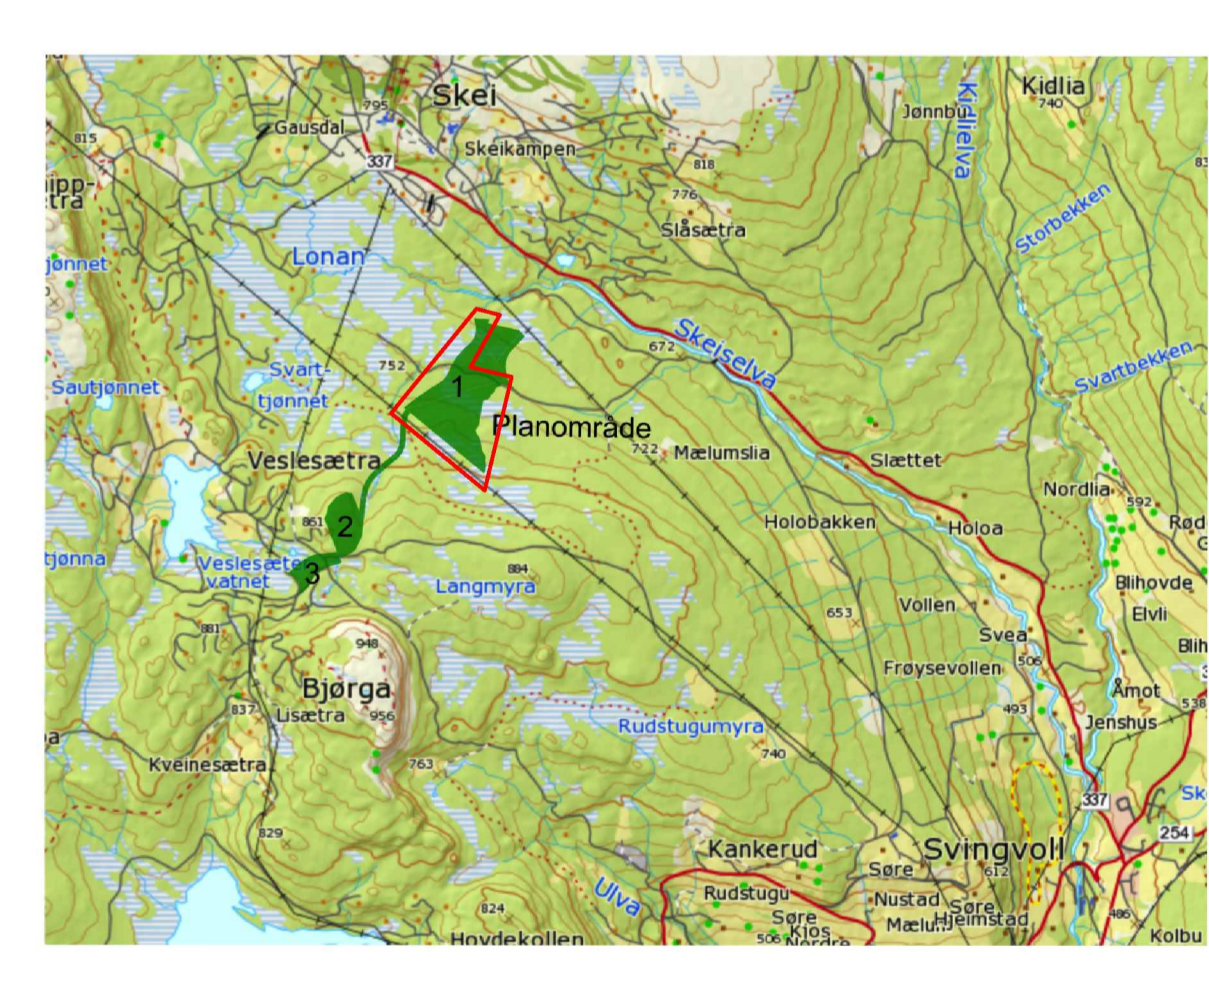 Skei
795
Gausdal
Skeikampen
337
815
818
776
Slåsætra
Jønnbu
Kidlia
740
Kidlielva
Storbekken
Svartbekken
Lonan
jønnet
Skeiselva
672
752
1
Svart-
tjønnet
Sautjønnet
Planområde
722
Mælumslia
Slættet
Veslesætra
Nordlia
592
861
2
Holobakken
Holoa
tjønna
Veslesæte
vatnet
3
884
Langmyra
Blihovde
Vollen
653
Elvli
881
948
Svea
506
Frøysevollen
Bjørga
956
837
Lisætra
Åmot
493
538
Jenshus
Rudstugumyra
740
Kveinesætra
763
337
829
254
Kankerud
Svingvoll
612
Søre
Rudstugu
Nustad
Søre
Hjeimstad
Ulva
824
Søre
Kjos
506
Nordre
486
Kolbu
Hovdekollen